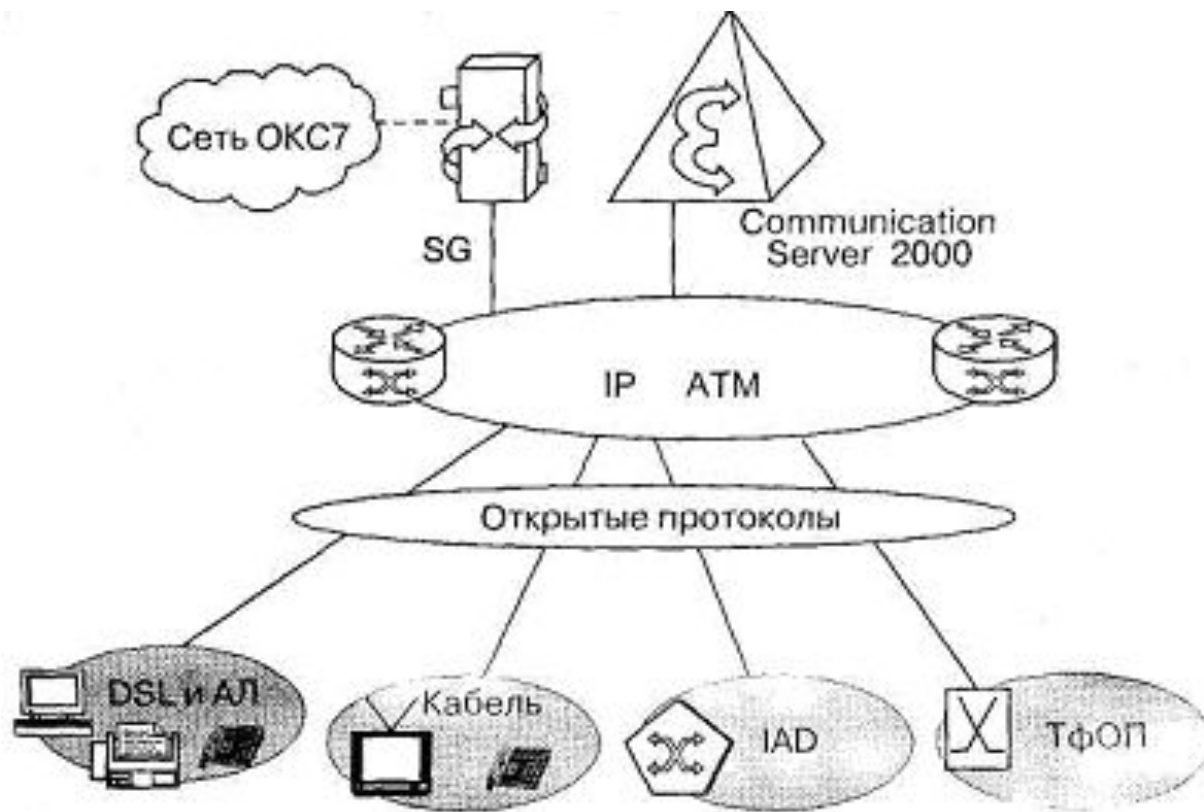 Сеть ОКС7
SG
Communication
Server 2000
IP ATM
Открытые протоколы
DSL и АЛ
Кабель
IAD
ТфОП